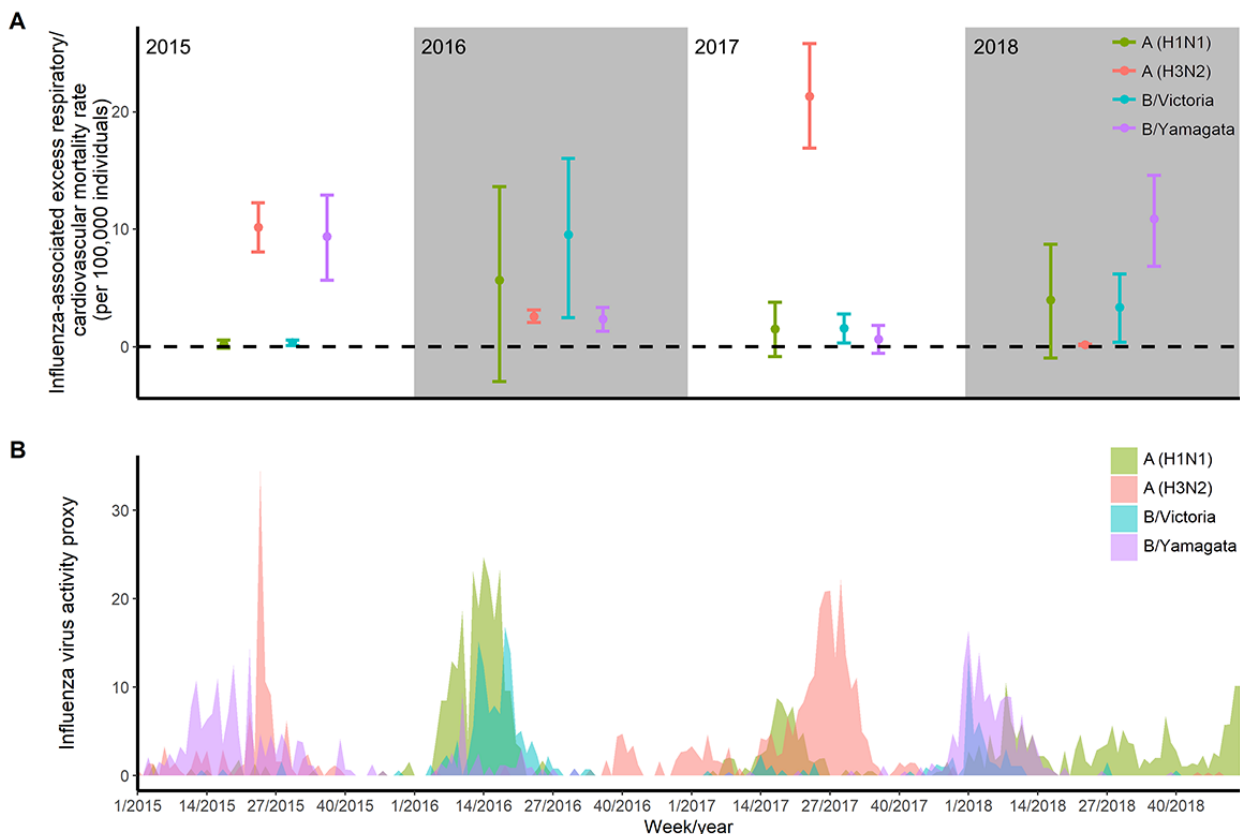 A
2015
2016
2017
2018
A (H1N1)
A (H3N2)
B/Victoria
B/Yamagata
Influenza-associated excess respiratory/
cardiovascular mortality rate
(per 100,000 individuals)
20
10
0
B
A (H1N1)
A (H3N2)
B/Victoria
B/Yamagata
Influenza virus activity proxy
30
20
10
0
1/2015 14/2015 27/2015 40/2015 1/2016 14/2016 27/2016 40/2016 1/2017 14/2017 27/2017 40/2017 1/2018 14/2018 27/2018 40/2018
Week/year